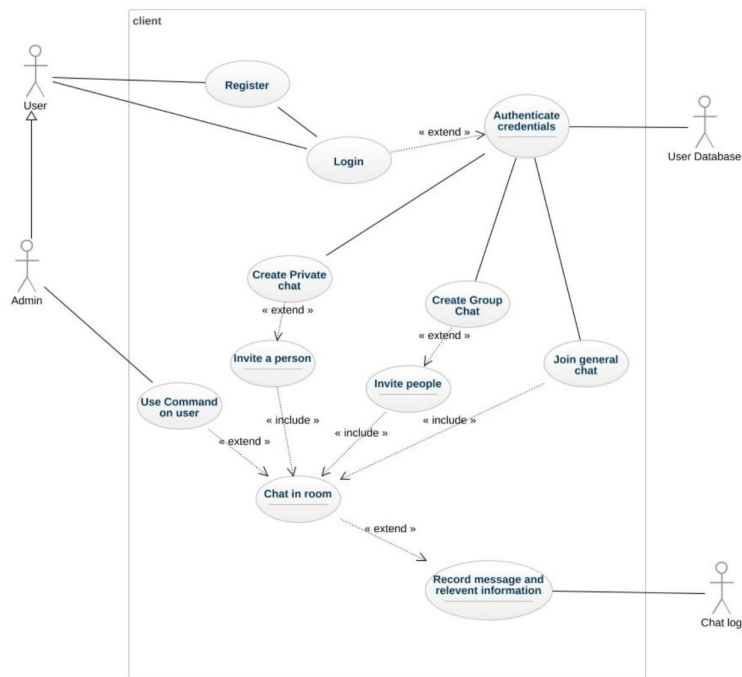 client
User
Register
Login
« extend »
Authenticate
credentials
User Database
Admin
Create Private
chat
« extend »
Create Group
Chat
« extend »
Invite a person
Invite people
Join general
chat
Use Command
on user
« include »
« include »
« include »
« extend »
Chat in room
« extend »
Record message and
relevent information
Chat log